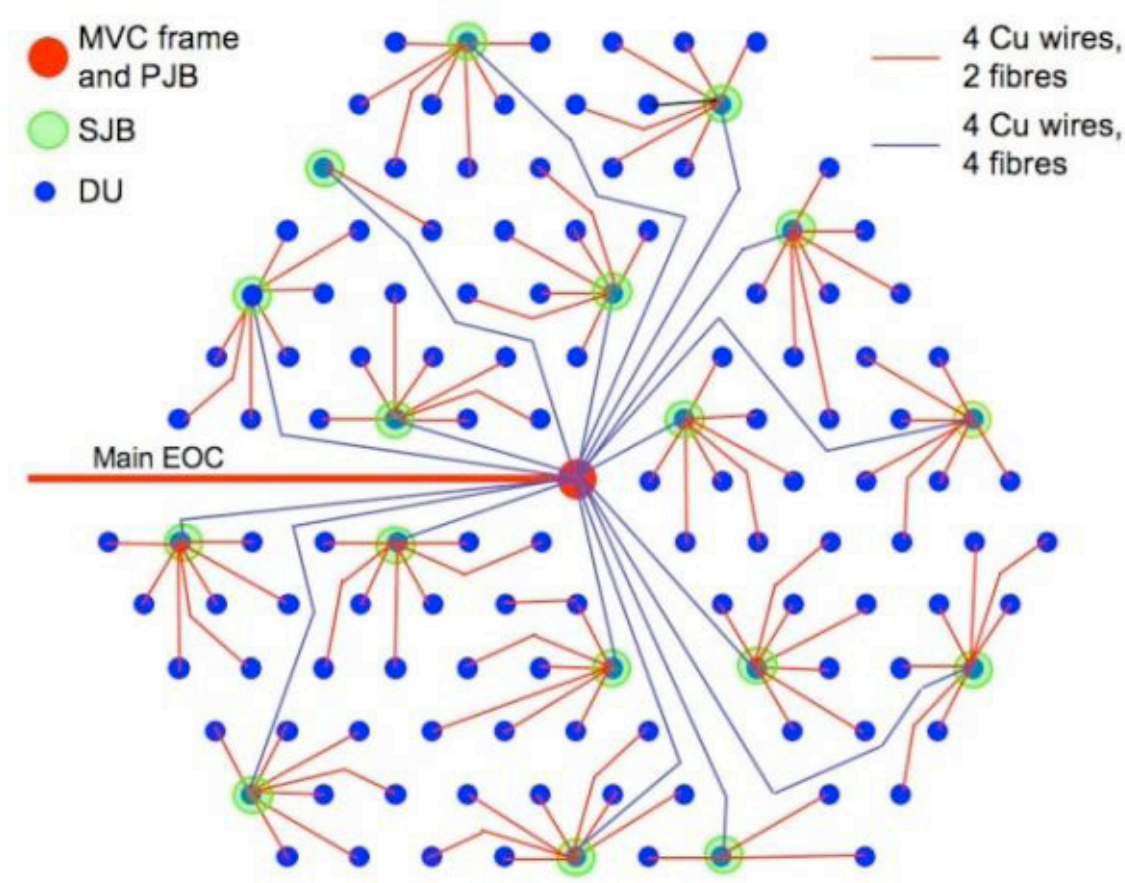 MVC frame
and PJB
SJB
DU
4 Cu wires,
2 fibres
4 Cu wires,
4 fibres
Main EOC